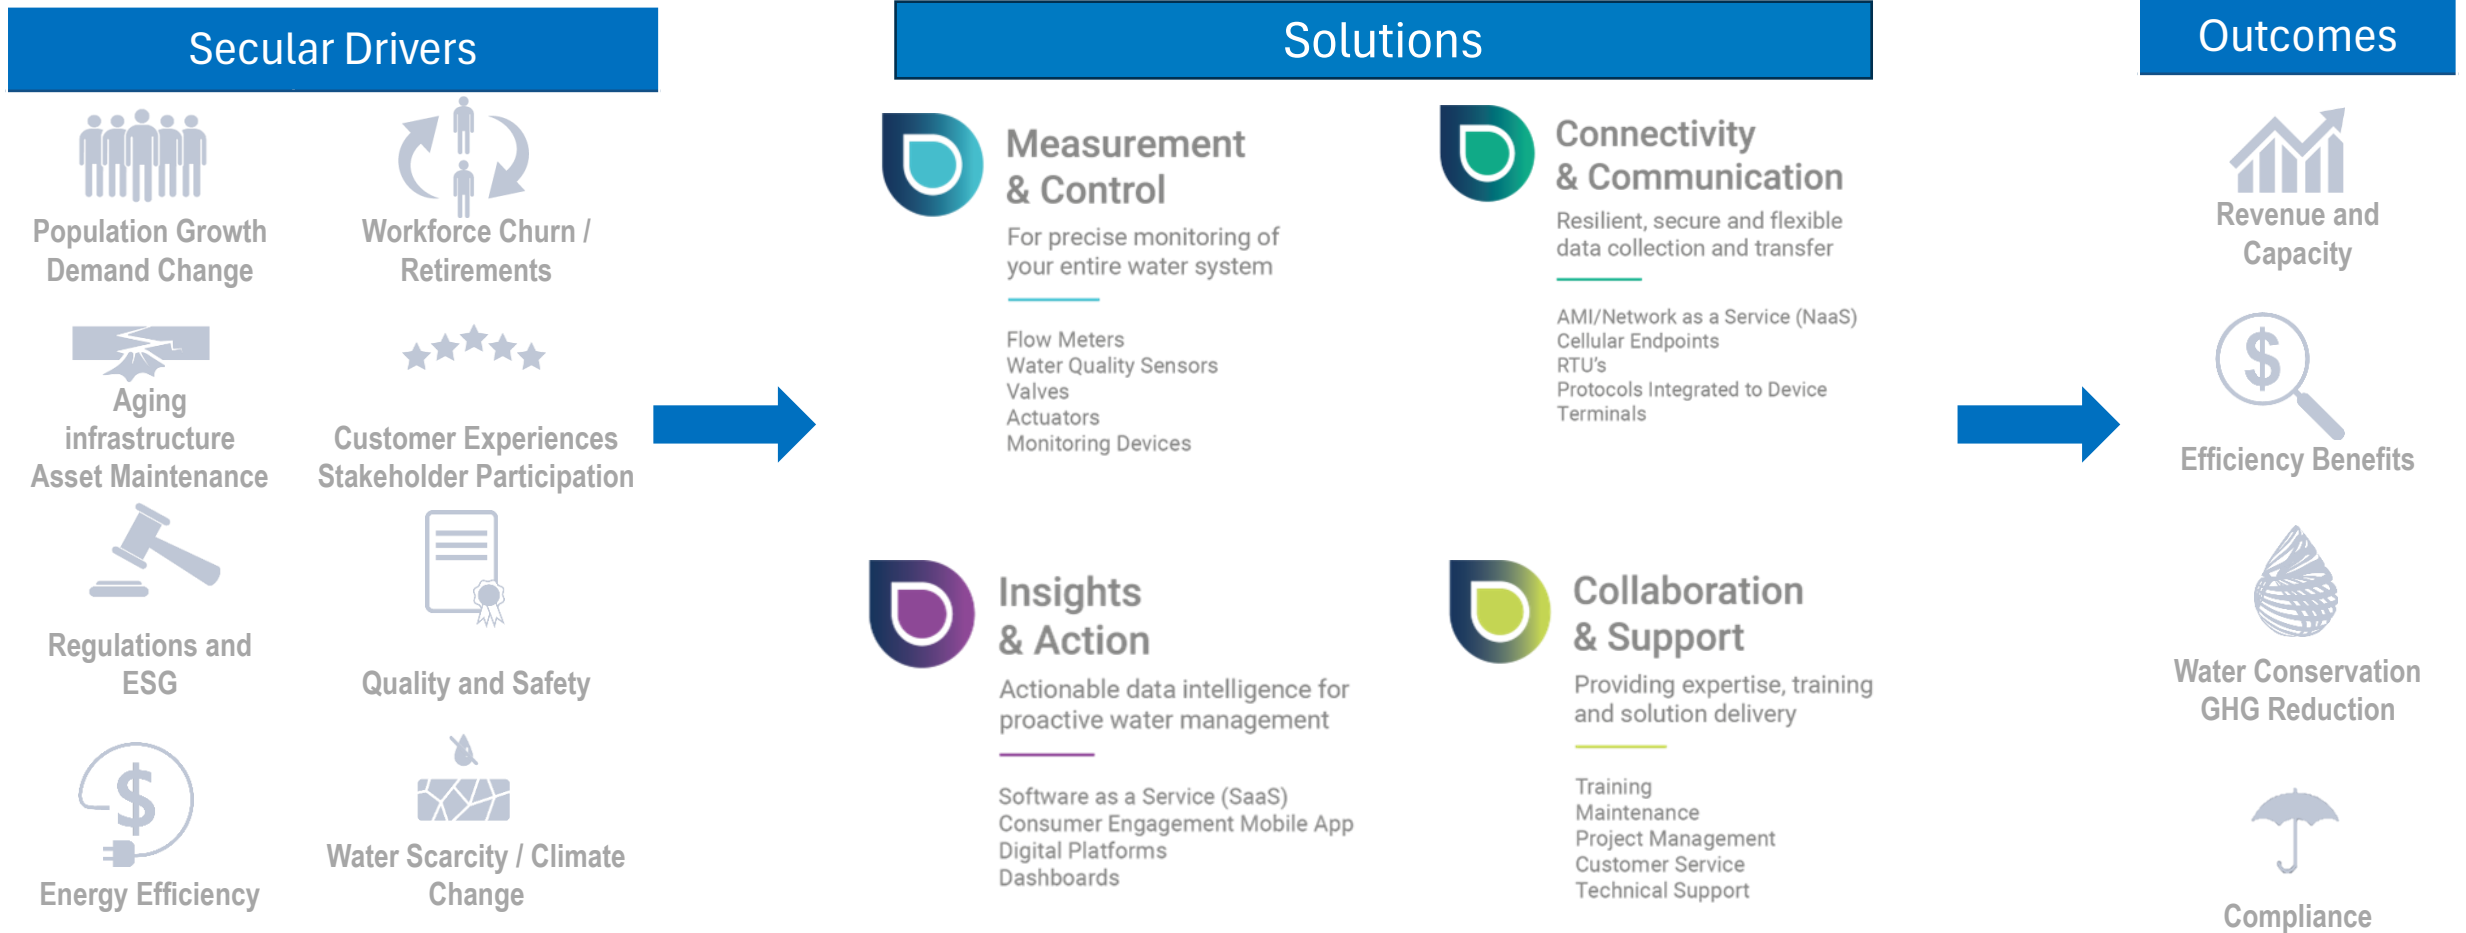 Secular Drivers
Population Growth
Demand Change
Workforce Churn /
Retirements
Aging
infrastructure
Asset Maintenance
Customer Experiences
Stakeholder Participation
Regulations and
ESG
Quality and Safety
$
Energy Efficiency
Water Scarcity / Climate
Change
Solutions
Measurement
& Control
For precise monitoring of
your entire water system
Flow Meters
Water Quality Sensors
Valves
Actuators
Monitoring Devices
Connectivity
& Communication
Resilient, secure and flexible
data collection and transfer
AMI/Network as a Service (NaaS)
Cellular Endpoints
RTU's
Protocols Integrated to Device
Terminals
Insights
& Action
Actionable data intelligence for
proactive water management
Software as a Service (SaaS)
Consumer Engagement Mobile App
Digital Platforms
Dashboards
Collaboration
& Support
Providing expertise, training
and solution delivery
Training
Maintenance
Project Management
Customer Service
Technical Support
Outcomes
Revenue and
Capacity
$
Efficiency Benefits
Water Conservation
GHG Reduction
Compliance